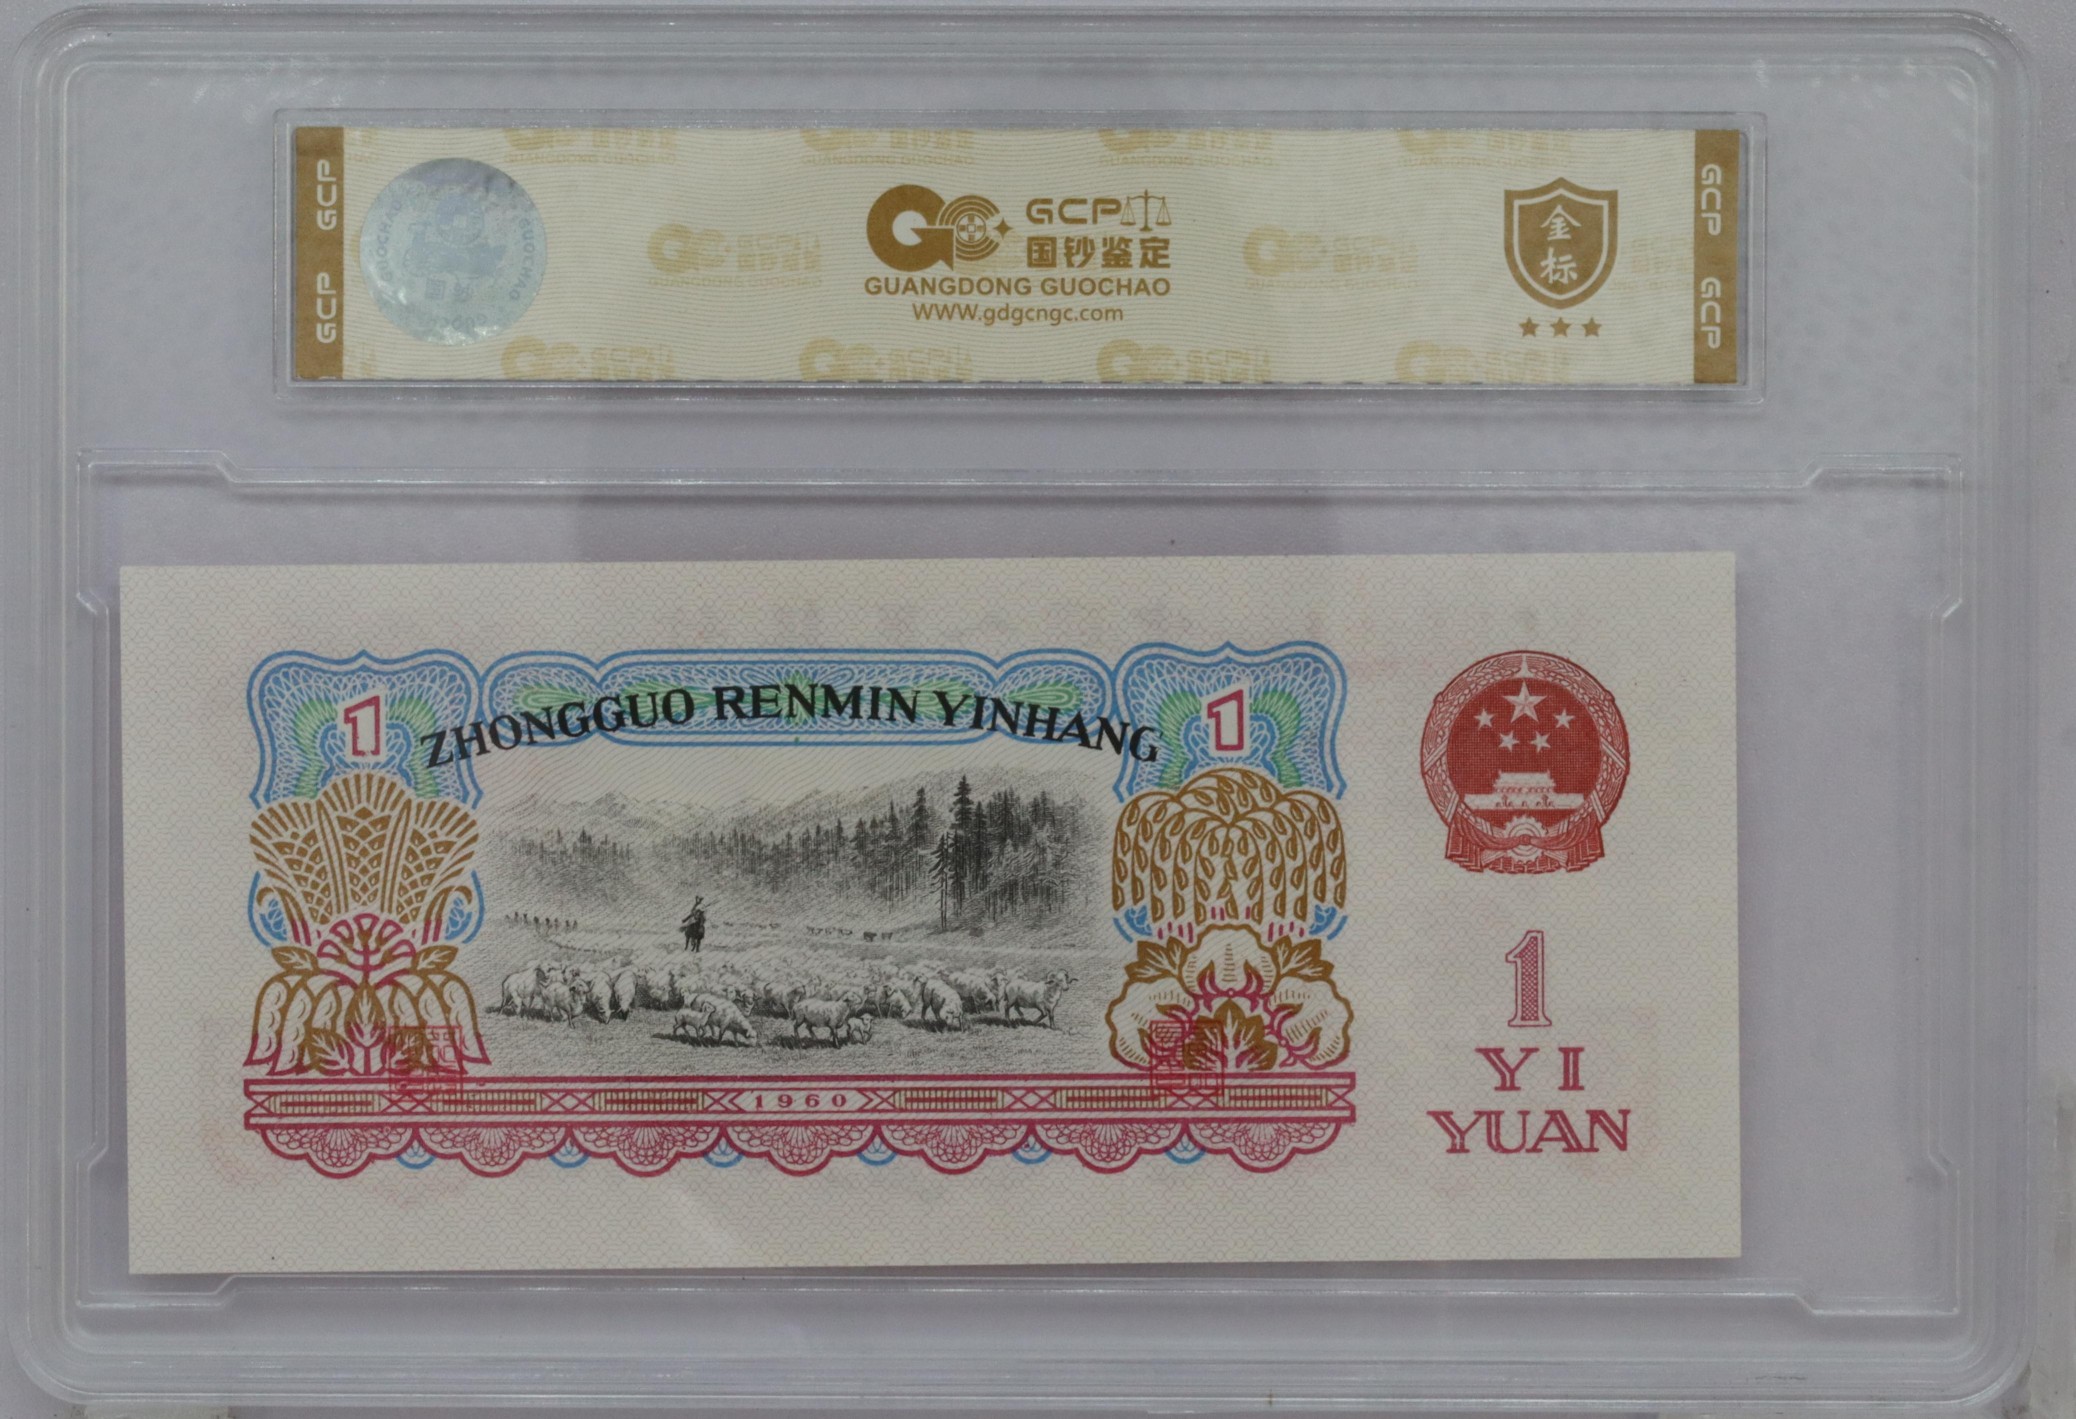 GCP GCP
GCP
国钞鉴定
GUANGDONG GUOCHAO
www.gdgcngc.com
金标
GCP GCP
ZHONGGUO RENMIN YINHANG
1
1
1960
1
YI
YUAN